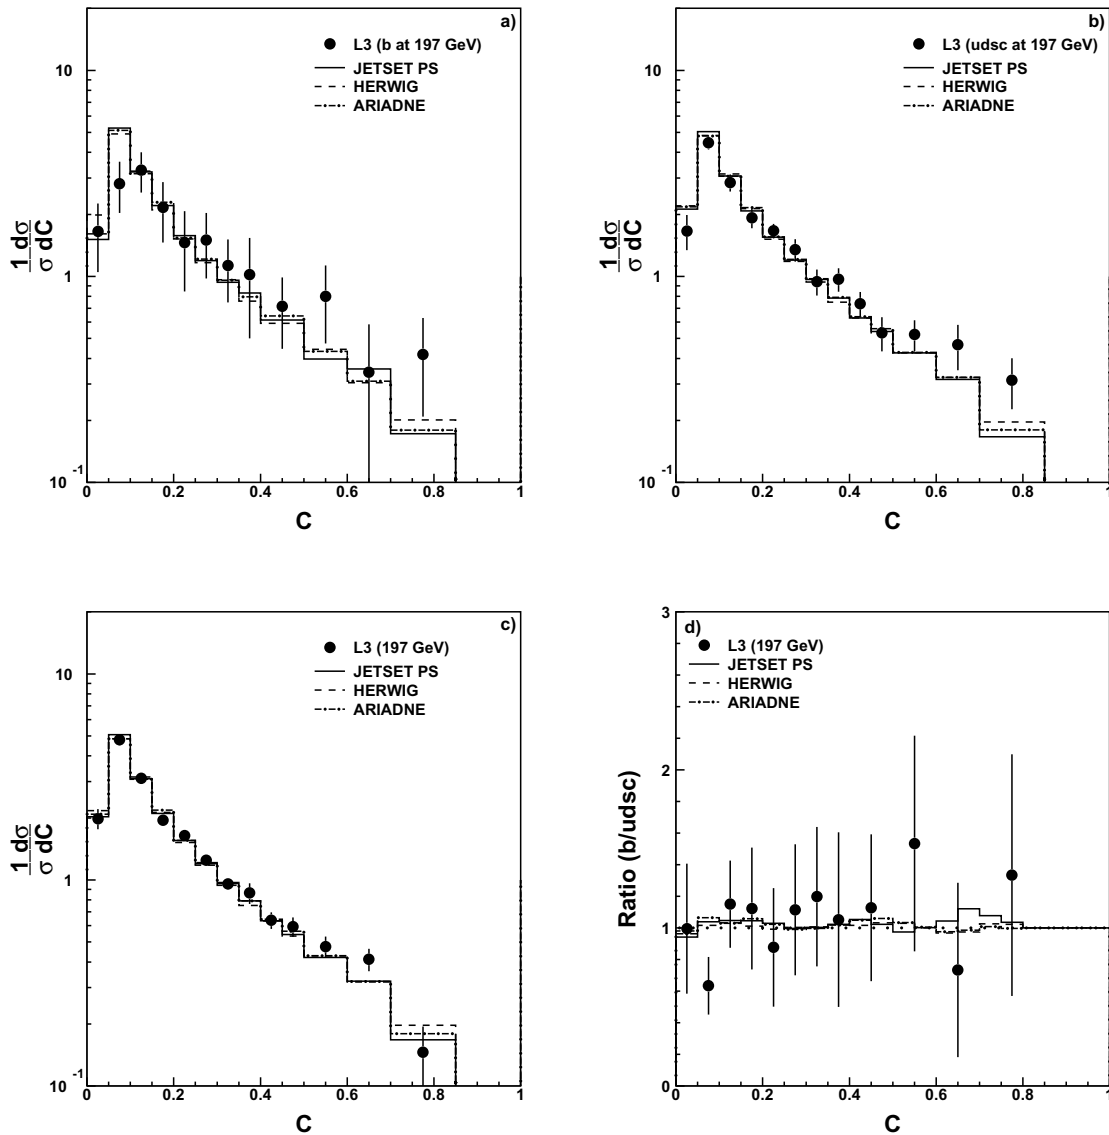 a)
L3 (b at 197 GeV)
JETSET PS
HERWIG
ARIADNE
10
1
10 -1
1 dσ
σ dC
0 0.2 0.4 0.6 0.8 1
C
b)
L3 (udsc at 197 GeV)
JETSET PS
HERWIG
ARIADNE
10
1
10 -1
1 dσ
σ dC
0 0.2 0.4 0.6 0.8 1
C
c)
L3 (197 GeV)
JETSET PS
HERWIG
ARIADNE
10
1
10 -1
1 dσ
σ dC
0 0.2 0.4 0.6 0.8 1
C
d)
L3 (197 GeV)
JETSET PS
HERWIG
ARIADNE
3
2
1
0
Ratio (b/udsc)
0 0.2 0.4 0.6 0.8 1
C